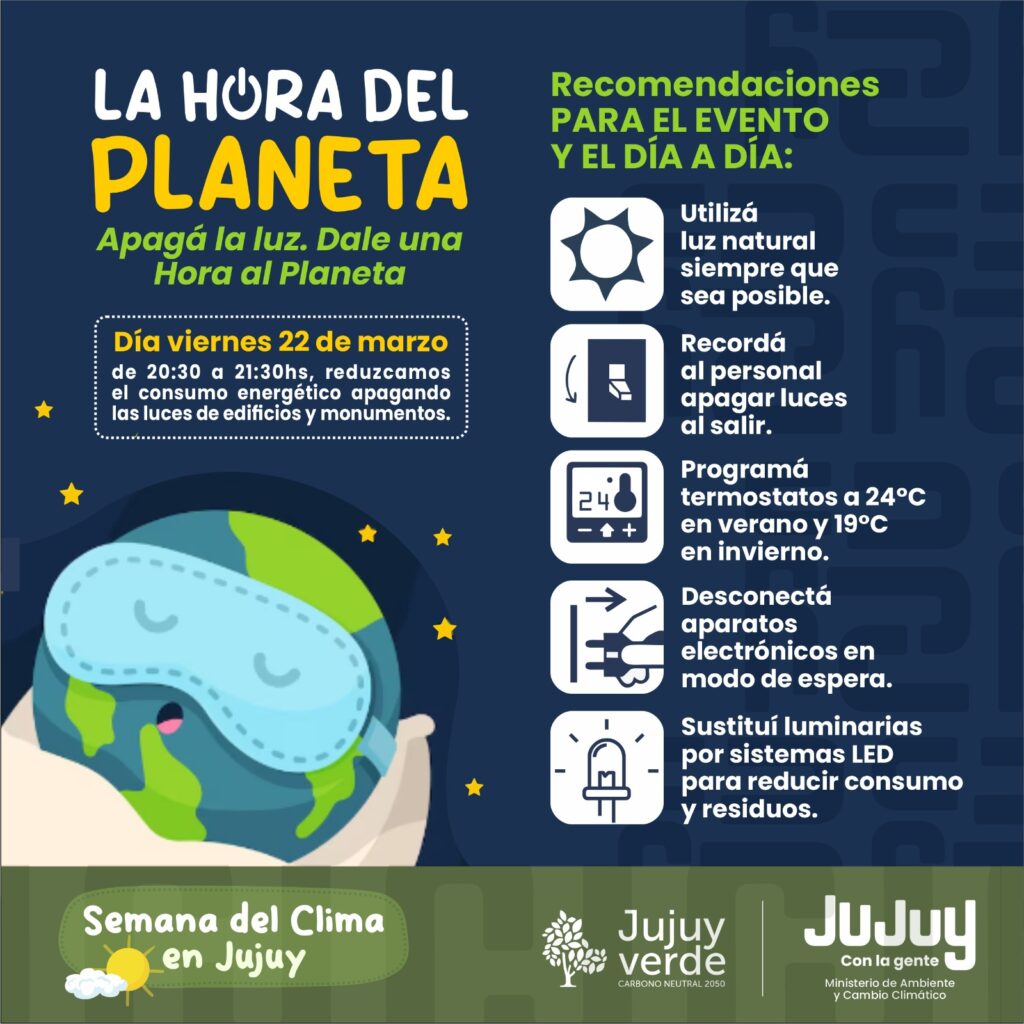 LA HORA DEL
PLANETA
Apagá la luz. Dale una
Hora al Planeta
Día viernes 22 de marzo
de 20:30 a 21:30hs, reduzcamos
el consumo energético apagando
las luces de edificios y monumentos.
Recomendaciones
PARA EL EVENTO
Y EL DÍA A DÍA:
Utilizá
luz natural
siempre que
sea posible.
Recordá
al personal
apagar luces
al salir.
24
Programá
termostatos a 24°C
en verano y 19°C
en invierno.
Desconectá
aparatos
electrónicos en
modo de espera.
Sustituí luminarias
por sistemas LED
para reducir consumo
y residuos.
Semana del Clima
en Jujuy
Jujuy
verde
CARBONO NEUTRAL 2050
JUJUY
Con la gente
Ministerio de Ambiente
y Cambio Climático